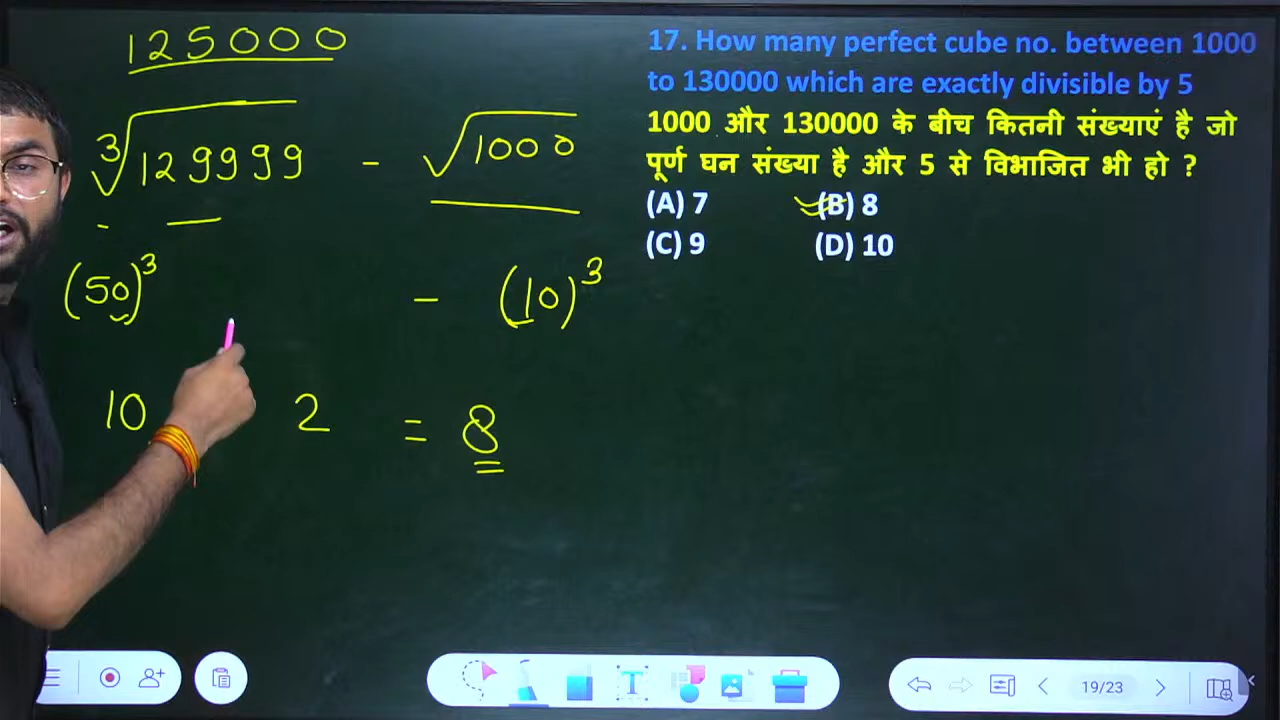 125000
∛129999 - √1000
(50)³ - (10)³
10 2 = 8
17. How many perfect cube no. between 1000
to 130000 which are exactly divisible by 5
1000 और 130000 के बीच कितनी संख्याएं है जो
पूर्ण घन संख्या है और 5 से विभाजित भी हो ?
(A) 7 (B) 8
(C) 9 (D) 10
T
19/23